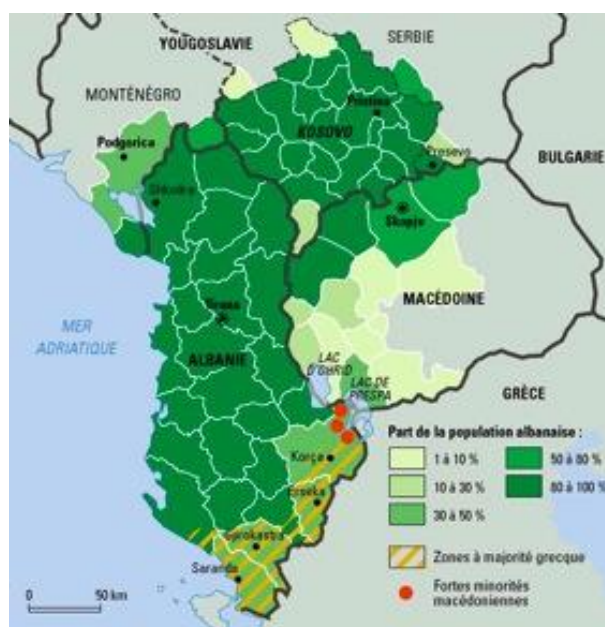 YOUGOSLAVIE
SERBIE
MONTÉNÉGRO
Pristina
KOSOVO
Podgorica
Presevo
BULGARIE
Shkodra
Skopje
MER
ADRIATIQUE
Tirana
MACÉDOINE
ALBANIE
LAC
D'OHRID
LAC DE
PRESPA
GRÈCE
Part de la population albanaise :
1 à 10 %
50 à 80 %
10 à 30 %
80 à 100 %
30 à 50 %
Korça
Erseka
Gjirokastra
Saranda
Zones à majorité grecque
Fortes minorités
macédoniennes
0
50 km